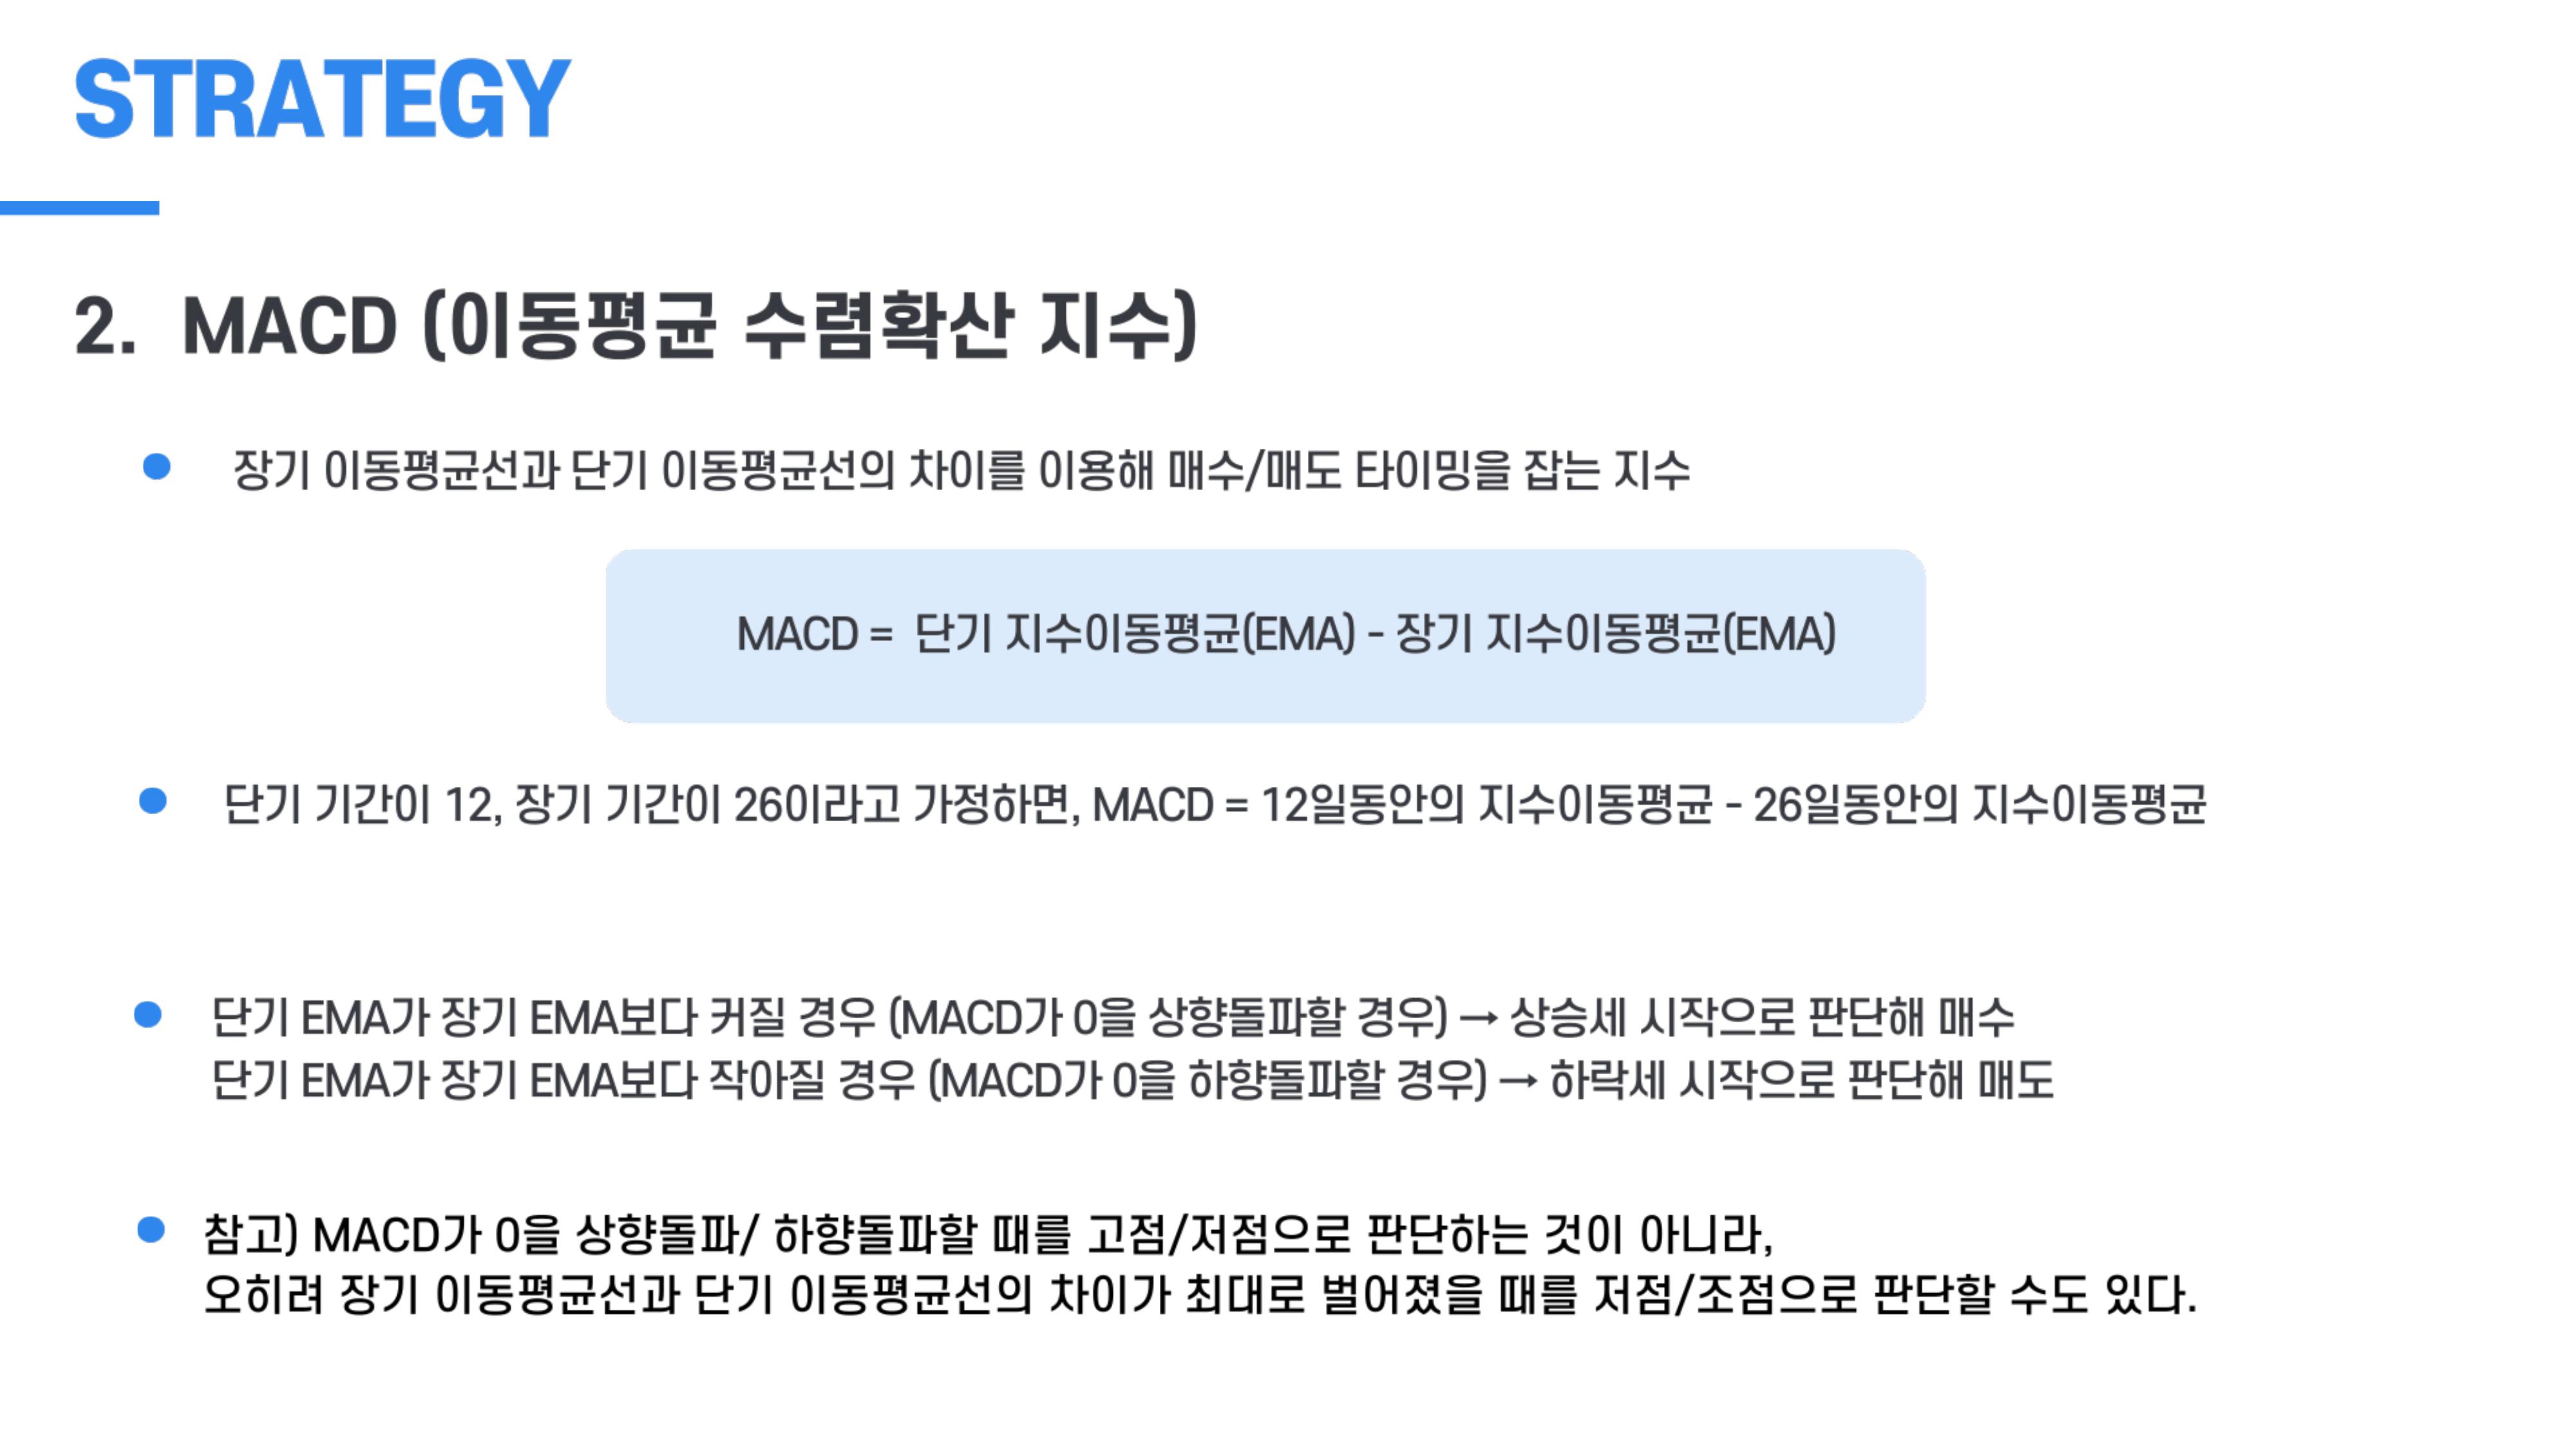 STRATEGY
2. MACD (이동평균 수렴확산 지수)
장기 이동평균선과 단기 이동평균선의 차이를 이용해 매수/매도 타이밍을 잡는 지수
MACD = 단기 지수이동평균(EMA) - 장기 지수이동평균(EMA)
단기 기간이 12, 장기 기간이 26이라고 가정하면, MACD = 12일동안의 지수이동평균 - 26일동안의 지수이동평균
단기 EMA가 장기 EMA보다 커질 경우 (MACD가 0을 상향돌파할 경우) → 상승세 시작으로 판단해 매수
단기 EMA가 장기 EMA보다 작아질 경우 (MACD가 0을 하향돌파할 경우) → 하락세 시작으로 판단해 매도
참고) MACD가 0을 상향돌파/ 하향돌파할 때를 고점/저점으로 판단하는 것이 아니라,
오히려 장기 이동평균선과 단기 이동평균선의 차이가 최대로 벌어졌을 때를 저점/조점으로 판단할 수도 있다.